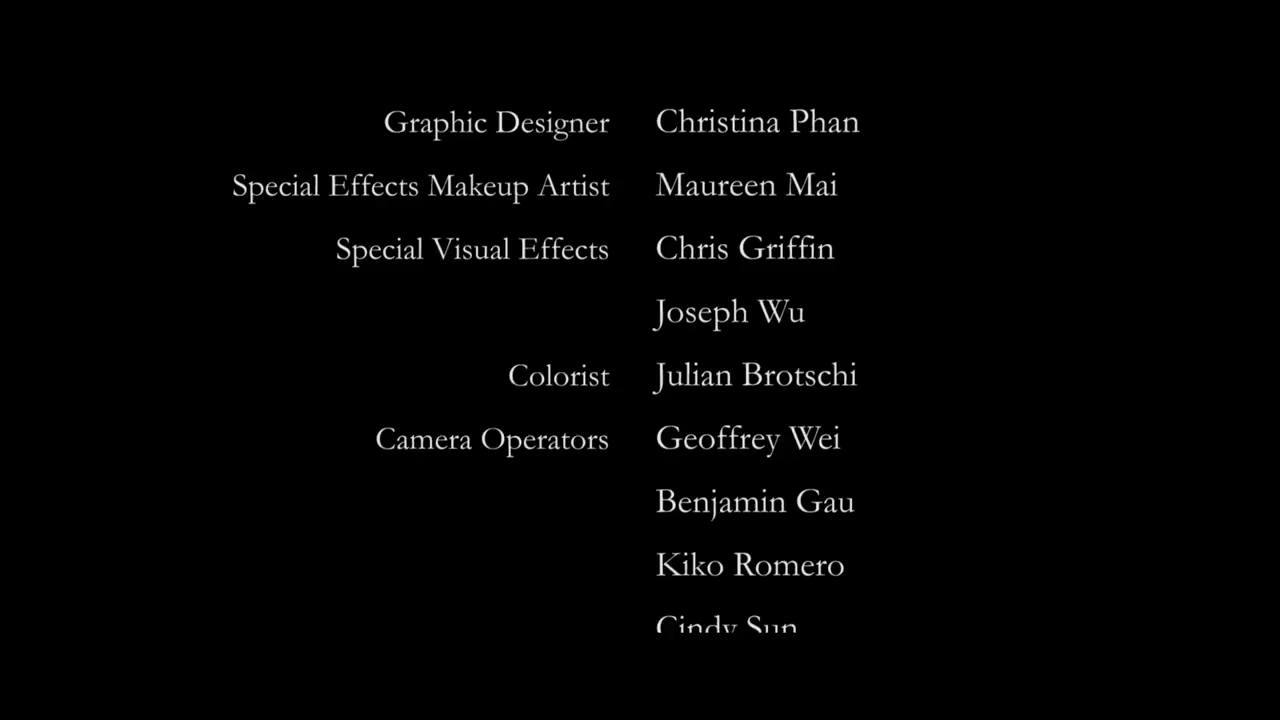 Graphic Designer Christina Phan
Special Effects Makeup Artist Maureen Mai
Special Visual Effects Chris Griffin
Joseph Wu
Colorist Julian Brotschi
Camera Operators Geoffrey Wei
Benjamin Gau
Kiko Romero
Cindy Sun